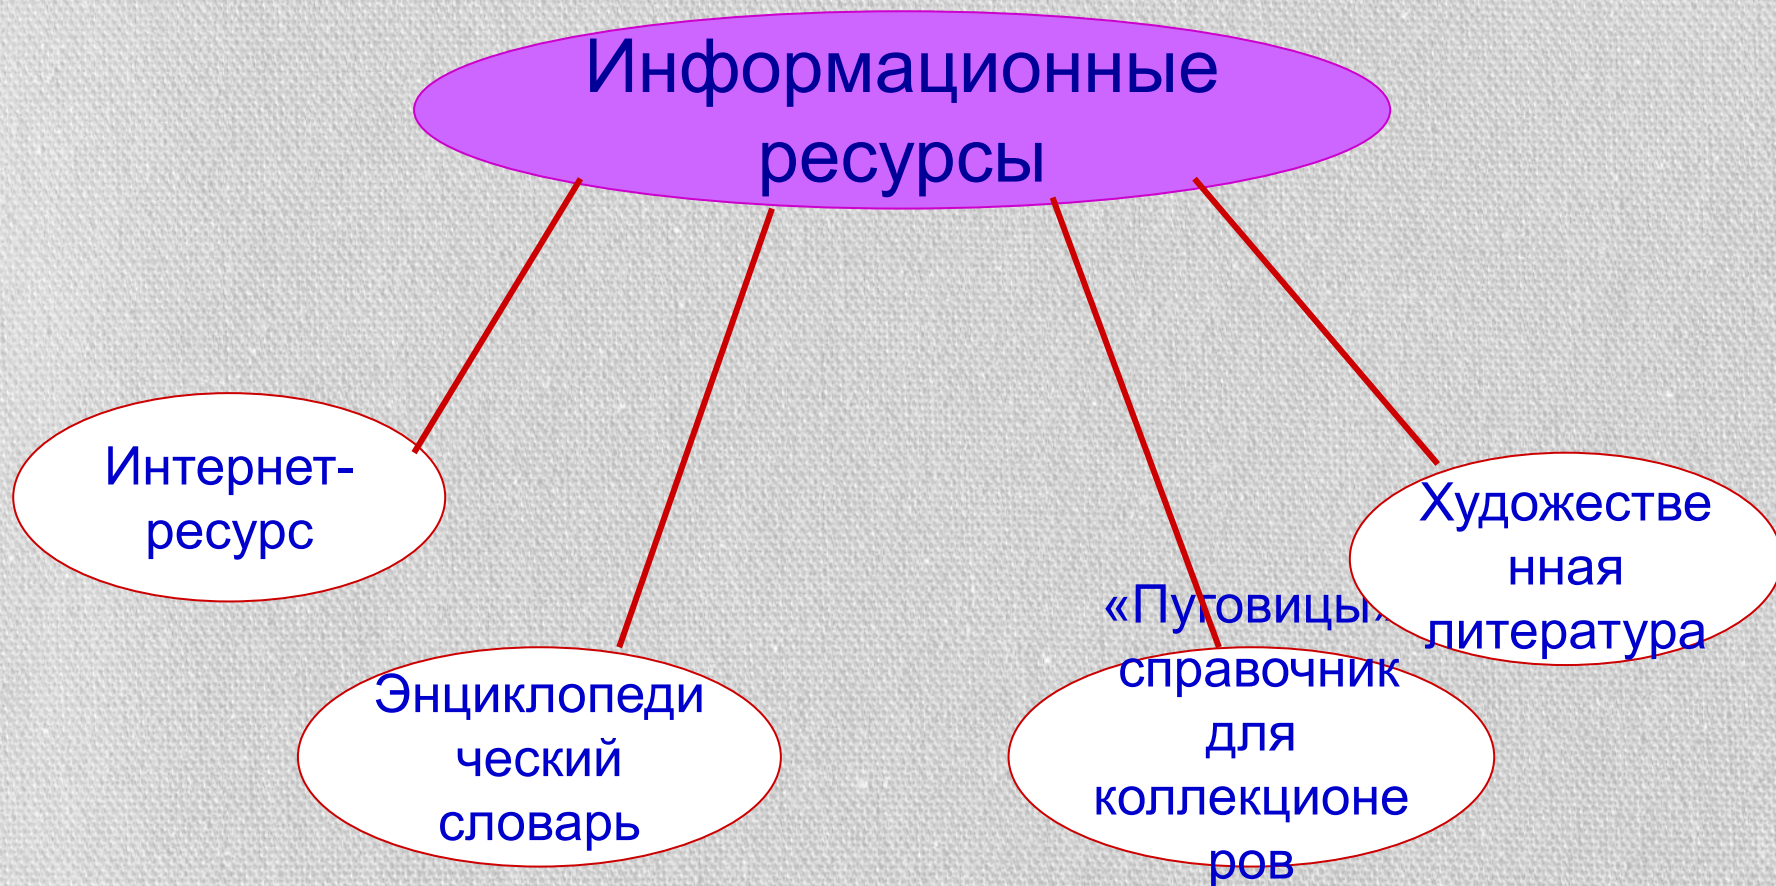 Информационные
ресурсы
Интернет-
ресурс
Энциклопеди
ческий
словарь
«Пуговицы»
справочник
для
коллекционе
ров
Художестве
нная
литература